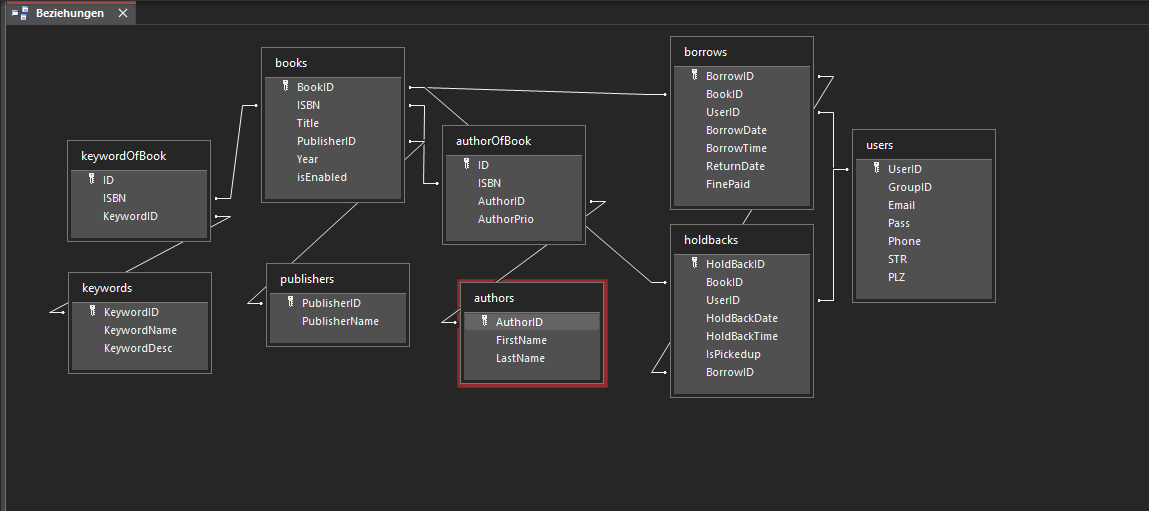 Beziehungen
books
BookID
ISBN
Title
PublisherID
Year
isEnabled
borrows
BorrowID
BookID
UserID
BorrowDate
BorrowTime
ReturnDate
FinePaid
keywordOfBook
ID
ISBN
KeywordID
authorOfBook
ID
ISBN
AuthorID
AuthorPrio
users
UserID
GroupID
Email
Pass
Phone
STR
PLZ
keywords
KeywordID
KeywordName
KeywordDesc
publishers
PublisherID
PublisherName
authors
AuthorID
FirstName
LastName
holdbacks
HoldBackID
BookID
UserID
HoldBackDate
HoldBackTime
IsPickedup
BorrowID